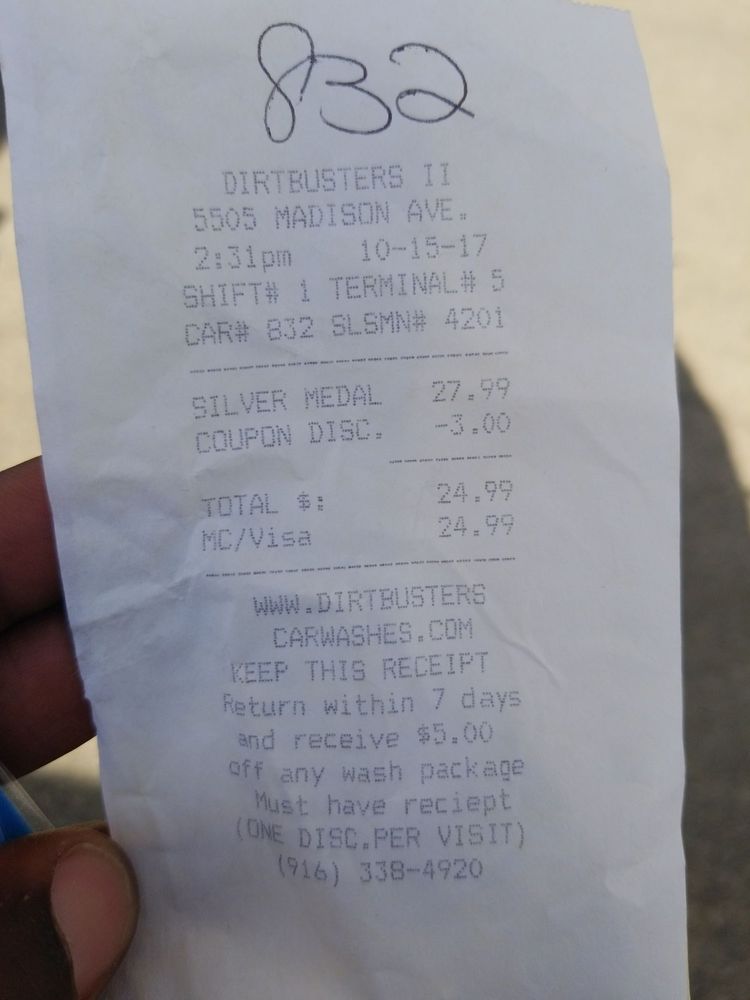 832
DIRTBUSTERS II
5505 MADISON AVE.
2:31pm 10-15-17
SHIFT# 1 TERMINAL# 5
CAR# 832 SLSMN# 4201
SILVER MEDAL 27.99
COUPON DISC. -3.00
TOTAL $: 24.99
MC/Visa 24.99
WWW.DIRTBUSTERS
CARWASHES.COM
KEEP THIS RECEIPT
Return within 7 days
and receive $5.00
off any wash package
Must have reciept
(ONE DISC.PER VISIT)
(916) 338-4920